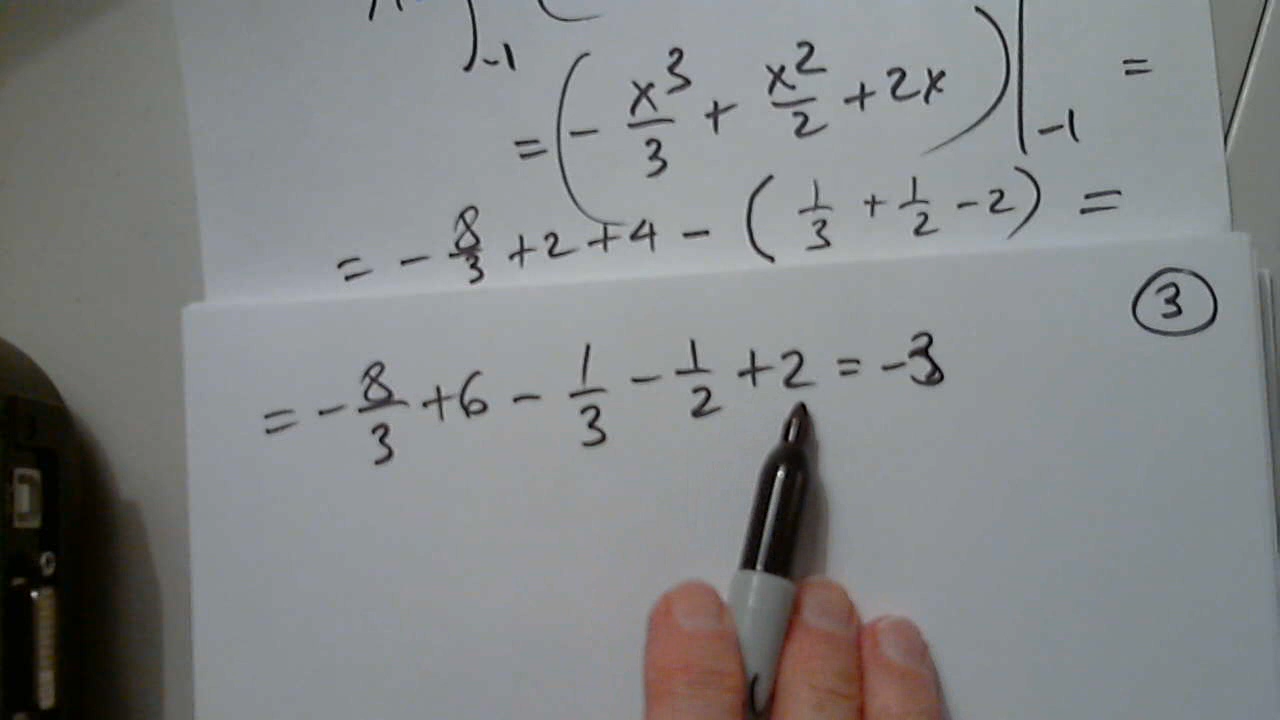 ∫₋₁ (
= (- x³/3 + x²/2 + 2x)|₋₁ =
= - 8/3 + 2 + 4 - (1/3 + 1/2 - 2) =
③
= - 8/3 + 6 - 1/3 - 1/2 + 2 = -3